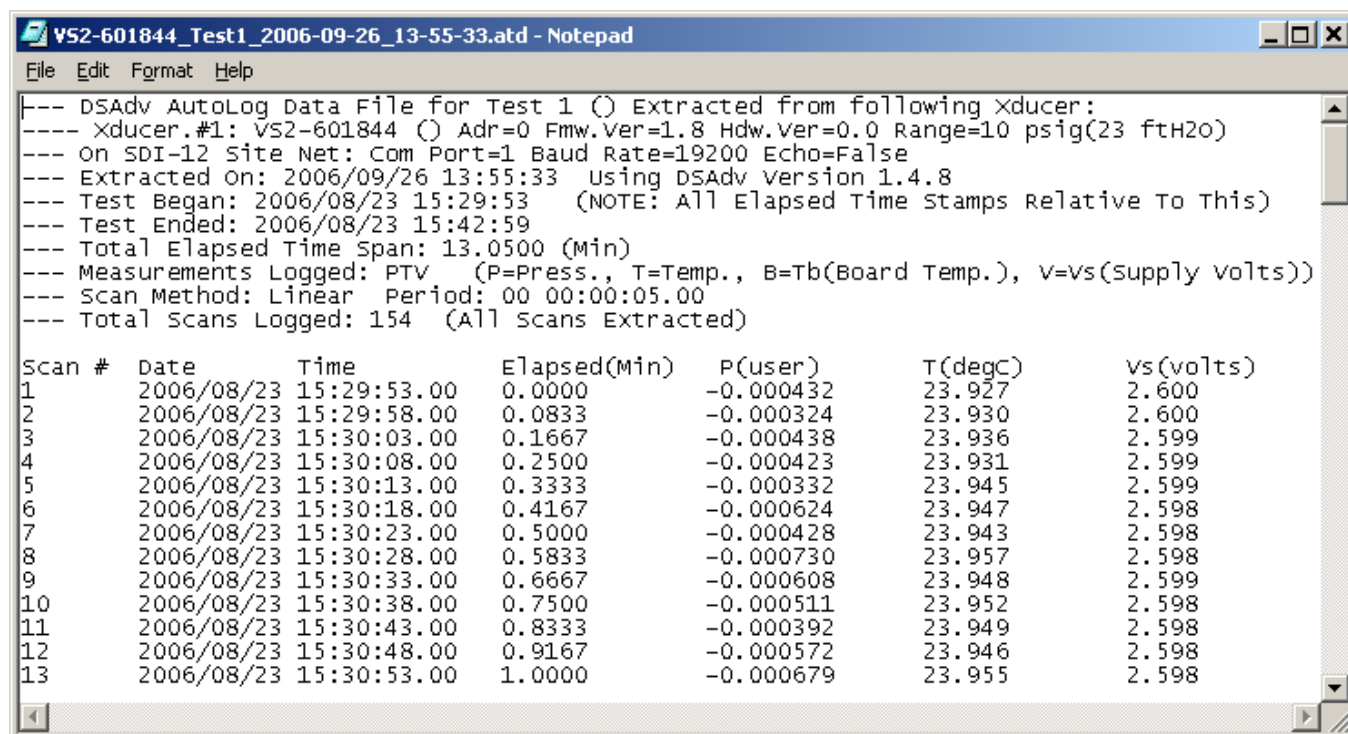 VS2-601844_Test1_2006-09-26_13-55-33.atd - Notepad
File Edit Format Help
--- DSAdv AutoLog Data File for Test 1 () Extracted from following Xducer:
---- Xducer.#1: VS2-601844 () Adr=0 Fmw.Ver=1.8 Hdw.Ver=0.0 Range=10 psig(23 ftH2O)
--- On SDI-12 Site Net: Com Port=1 Baud Rate=19200 Echo=False
--- Extracted On: 2006/09/26 13:55:33 Using DSAdv Version 1.4.8
--- Test Began: 2006/08/23 15:29:53 (NOTE: All Elapsed Time Stamps Relative To This)
--- Test Ended: 2006/08/23 15:42:59
--- Total Elapsed Time Span: 13.0500 (Min)
--- Measurements Logged: PTV (P=Press., T=Temp., B=Tb(Board Temp.), V=Vs(Supply Volts))
--- Scan Method: Linear Period: 00 00:00:05.00
--- Total Scans Logged: 154 (All Scans Extracted)
Scan # Date Time Elapsed(Min) P(user) T(degC) Vs(volts)
1 2006/08/23 15:29:53.00 0.0000 -0.000432 23.927 2.600
2 2006/08/23 15:29:58.00 0.0833 -0.000324 23.930 2.600
3 2006/08/23 15:30:03.00 0.1667 -0.000438 23.936 2.599
4 2006/08/23 15:30:08.00 0.2500 -0.000423 23.931 2.599
5 2006/08/23 15:30:13.00 0.3333 -0.000332 23.945 2.599
6 2006/08/23 15:30:18.00 0.4167 -0.000624 23.947 2.598
7 2006/08/23 15:30:23.00 0.5000 -0.000428 23.943 2.598
8 2006/08/23 15:30:28.00 0.5833 -0.000730 23.957 2.598
9 2006/08/23 15:30:33.00 0.6667 -0.000608 23.948 2.599
10 2006/08/23 15:30:38.00 0.7500 -0.000511 23.952 2.598
11 2006/08/23 15:30:43.00 0.8333 -0.000392 23.949 2.598
12 2006/08/23 15:30:48.00 0.9167 -0.000572 23.946 2.598
13 2006/08/23 15:30:53.00 1.0000 -0.000679 23.955 2.598